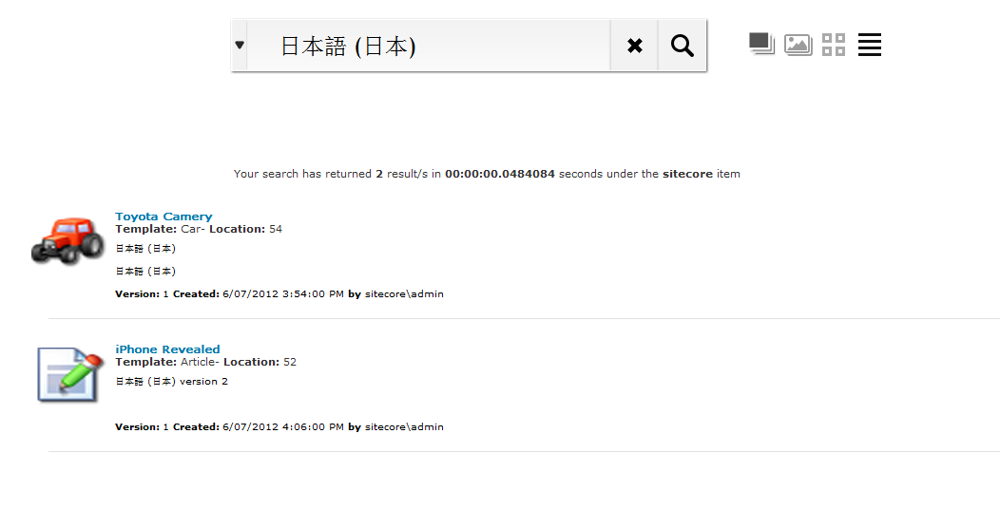 日本語 (日本)
Your search has returned 2 result/s in 00:00:00.0484084 seconds under the sitecore item
Toyota Camery
Template: Car- Location: 54
日本語 (日本)
日本語 (日本)
Version: 1 Created: 6/07/2012 3:54:00 PM by sitecore\admin
iPhone Revealed
Template: Article- Location: 52
日本語 (日本) version 2
Version: 1 Created: 6/07/2012 4:06:00 PM by sitecore\admin